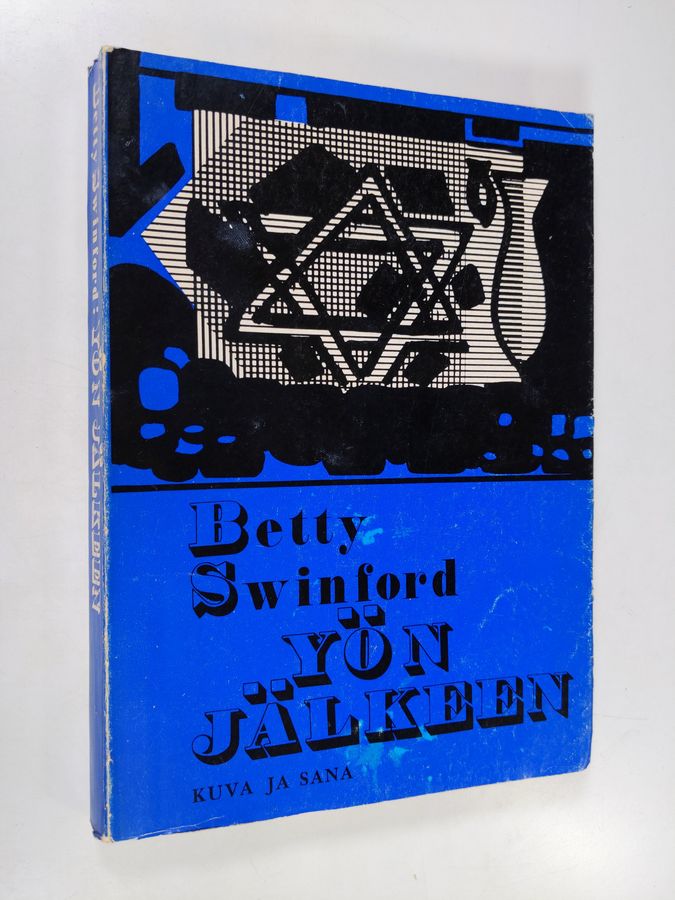 Betty Swinford: YÖN JÄLKEEN
Betty
Swinford
YÖN
JÄLKEEN
KUVA JA SANA